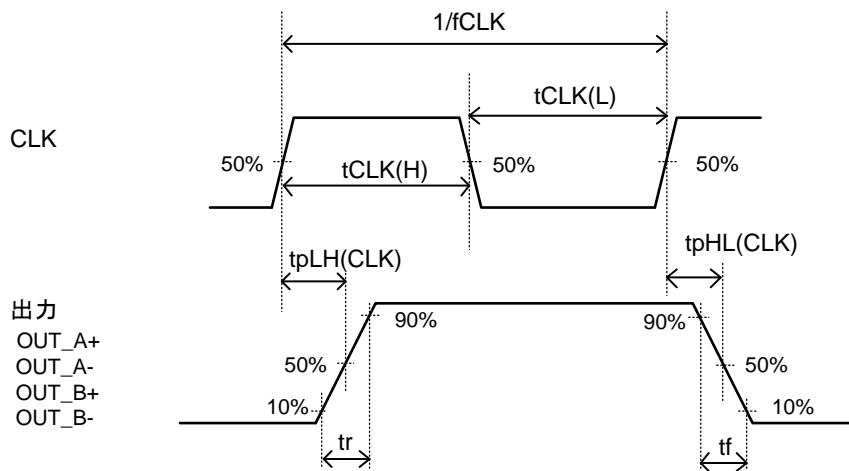 1/fCLK
tCLK(L)
CLK
50%
tCLK(H)
50%
50%
tpLH(CLK)
tpHL(CLK)
出力
OUT_A+
OUT_A-
OUT_B+
OUT_B-
90%
90%
50%
50%
10%
10%
tr
tf